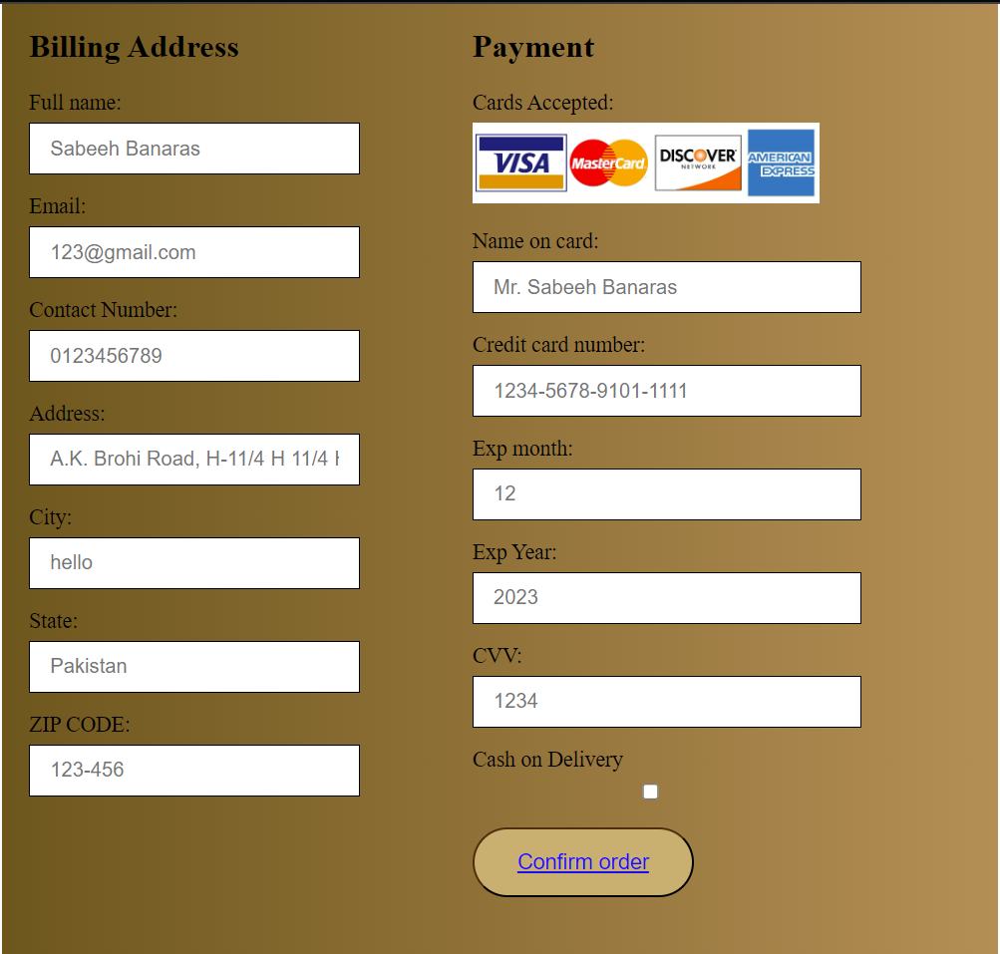 Billing Address
Full name:
Sabeeh Banaras
Email:
123@gmail.com
Contact Number:
0123456789
Address:
A.K. Brohi Road, H-11/4 H 11/4
City:
hello
State:
Pakistan
ZIP CODE:
123-456
Payment
Cards Accepted:
VISA MasterCard DISCOVER NETWORK AMERICAN EXPRESS
Name on card:
Mr. Sabeeh Banaras
Credit card number:
1234-5678-9101-1111
Exp month:
12
Exp Year:
2023
CVV:
1234
Cash on Delivery
Confirm order